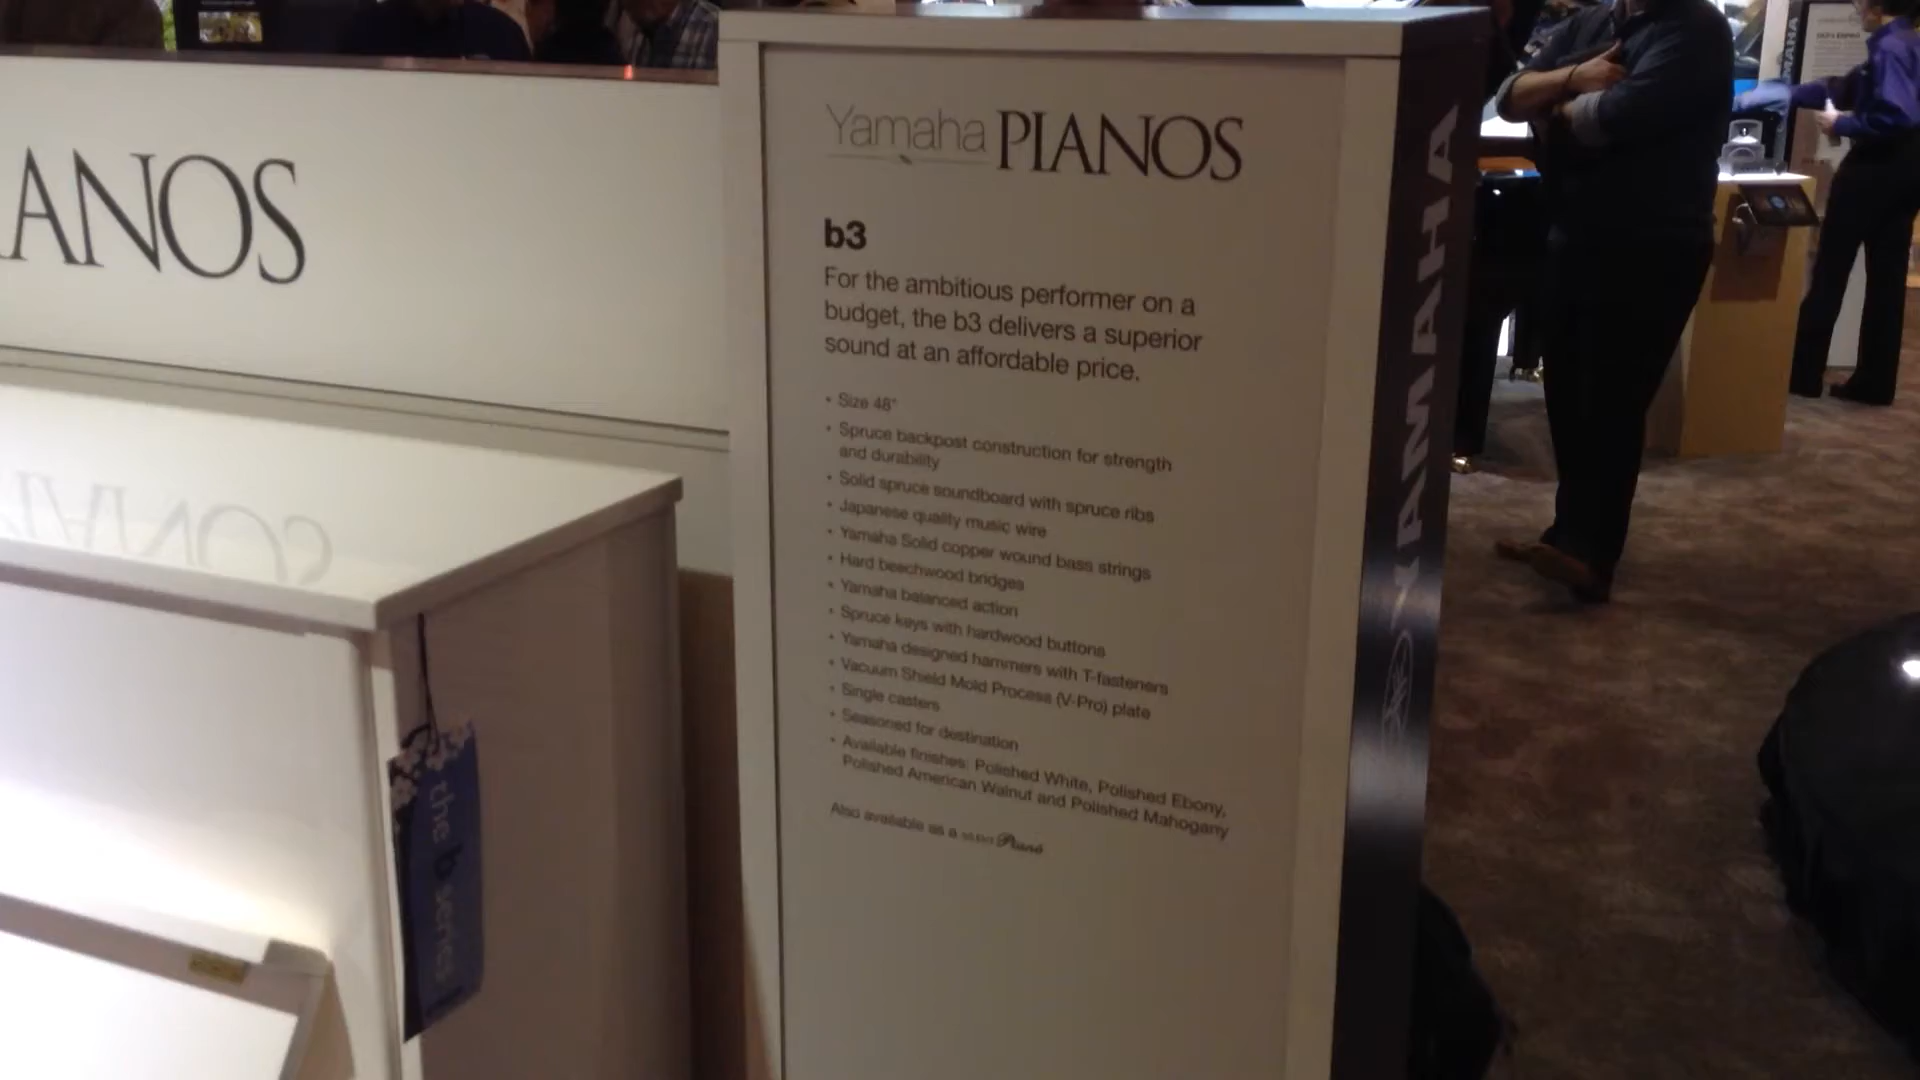 ANOS
Yamaha PIANOS
b3
For the ambitious performer on a
budget, the b3 delivers a superior
sound at an affordable price.
• Size 48"
• Spruce backpost construction for strength
and durability
• Solid spruce soundboard with spruce ribs
• Japanese quality music wire
• Yamaha Solid copper wound bass strings
• Hard beechwood bridges
• Yamaha balanced action
• Spruce keys with hardwood buttons
• Yamaha designed hammers with T-fasteners
• Vacuum Shield Mold Process (V-Pro) plate
• Single casters
• Seasoned for destination
• Available finishes: Polished White, Polished Ebony,
Polished American Walnut and Polished Mahogany
Also available as a Piano
YAMAHA
the b series
YAMAHA